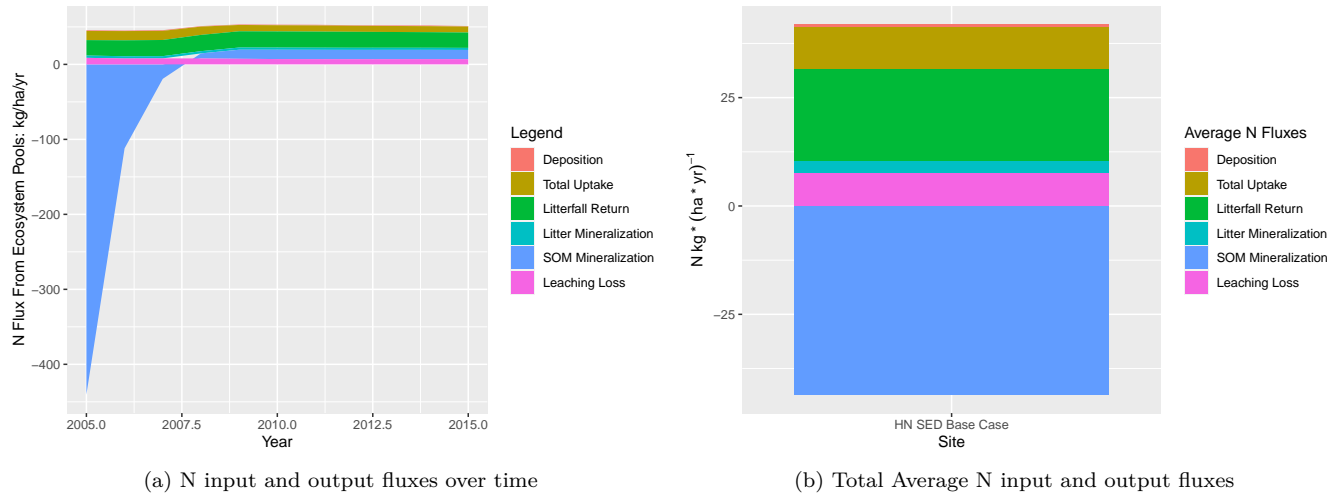 N Flux From Ecosystem Pools: kg/ha/yr
0
−100
−200
−300
−400
2005.0
2007.5
2010.0
2012.5
2015.0
Year
Legend
Deposition
Total Uptake
Litterfall Return
Litter Mineralization
SOM Mineralization
Leaching Loss
(a) N input and output fluxes over time
N kg * (ha * yr)⁻¹
25
0
−25
HN SED Base Case
Site
Average N Fluxes
Deposition
Total Uptake
Litterfall Return
Litter Mineralization
SOM Mineralization
Leaching Loss
(b) Total Average N input and output fluxes